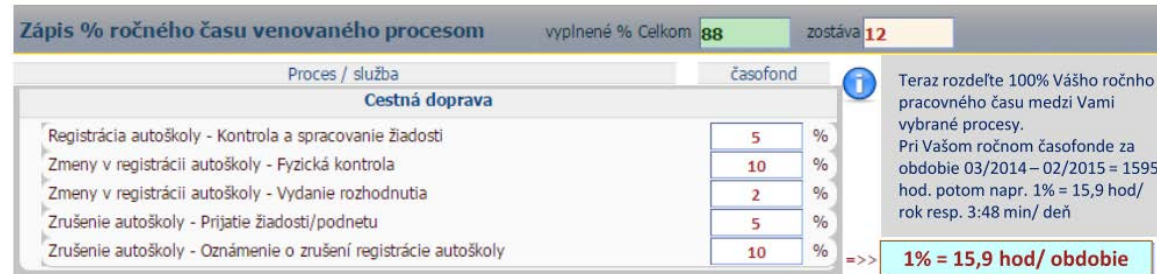 Zápis % ročného času venovaného procesom vyplnené % Celkom 88 zostáva 12
Proces / služba časofond
Cestná doprava
Registrácia autoškoly - Kontrola a spracovanie žiadosti 5 %
Zmeny v registrácii autoškoly - Fyzická kontrola 10 %
Zmeny v registrácii autoškoly - Vydanie rozhodnutia 2 %
Zrušenie autoškoly - Prijatie žiadosti/podnetu 5 %
Zrušenie autoškoly - Oznámenie o zrušení registrácie autoškoly 10 %
Teraz rozdeľte 100% Vášho ročnho
pracovného času medzi Vami
vybrané procesy.
Pri Vašom ročnom časofonde za
obdobie 03/2014 – 02/2015 = 1595
hod. potom napr. 1% = 15,9 hod/
rok resp. 3:48 min/ deň
=>> 1% = 15,9 hod/ obdobie